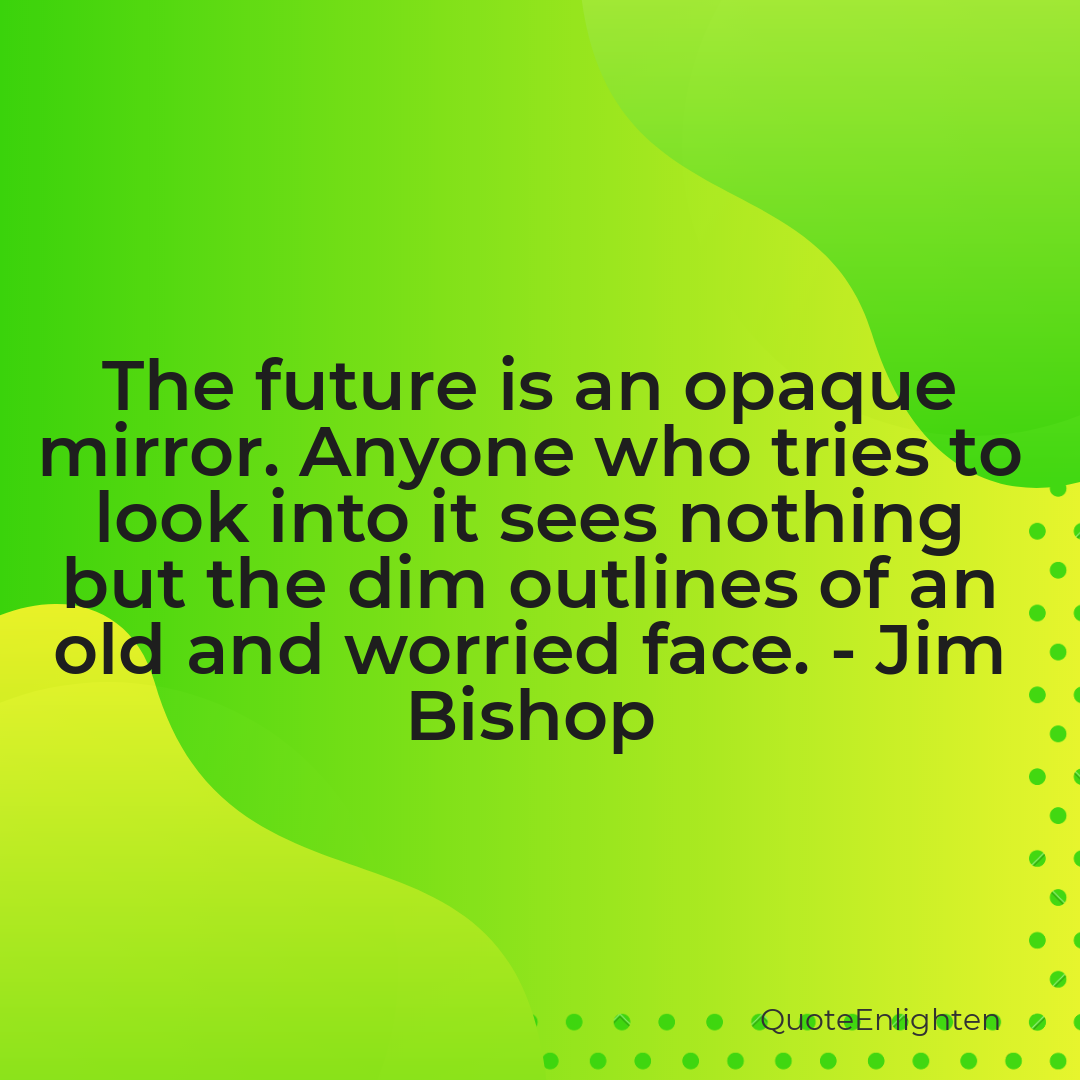 The future is an opaque
mirror. Anyone who tries to
look into it sees nothing
but the dim outlines of an
old and worried face. - Jim
Bishop
QuoteEnlighten